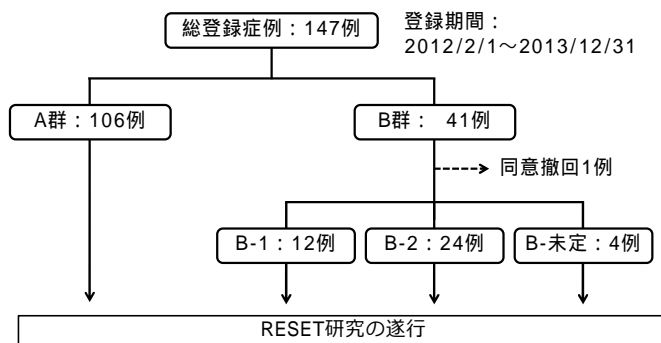 総登録症例：147例
登録期間：
2012/2/1～2013/12/31
A群：106例
B群： 41例
同意撤回1例
B-1：12例
B-2：24例
B-未定：4例
RESET研究の遂行